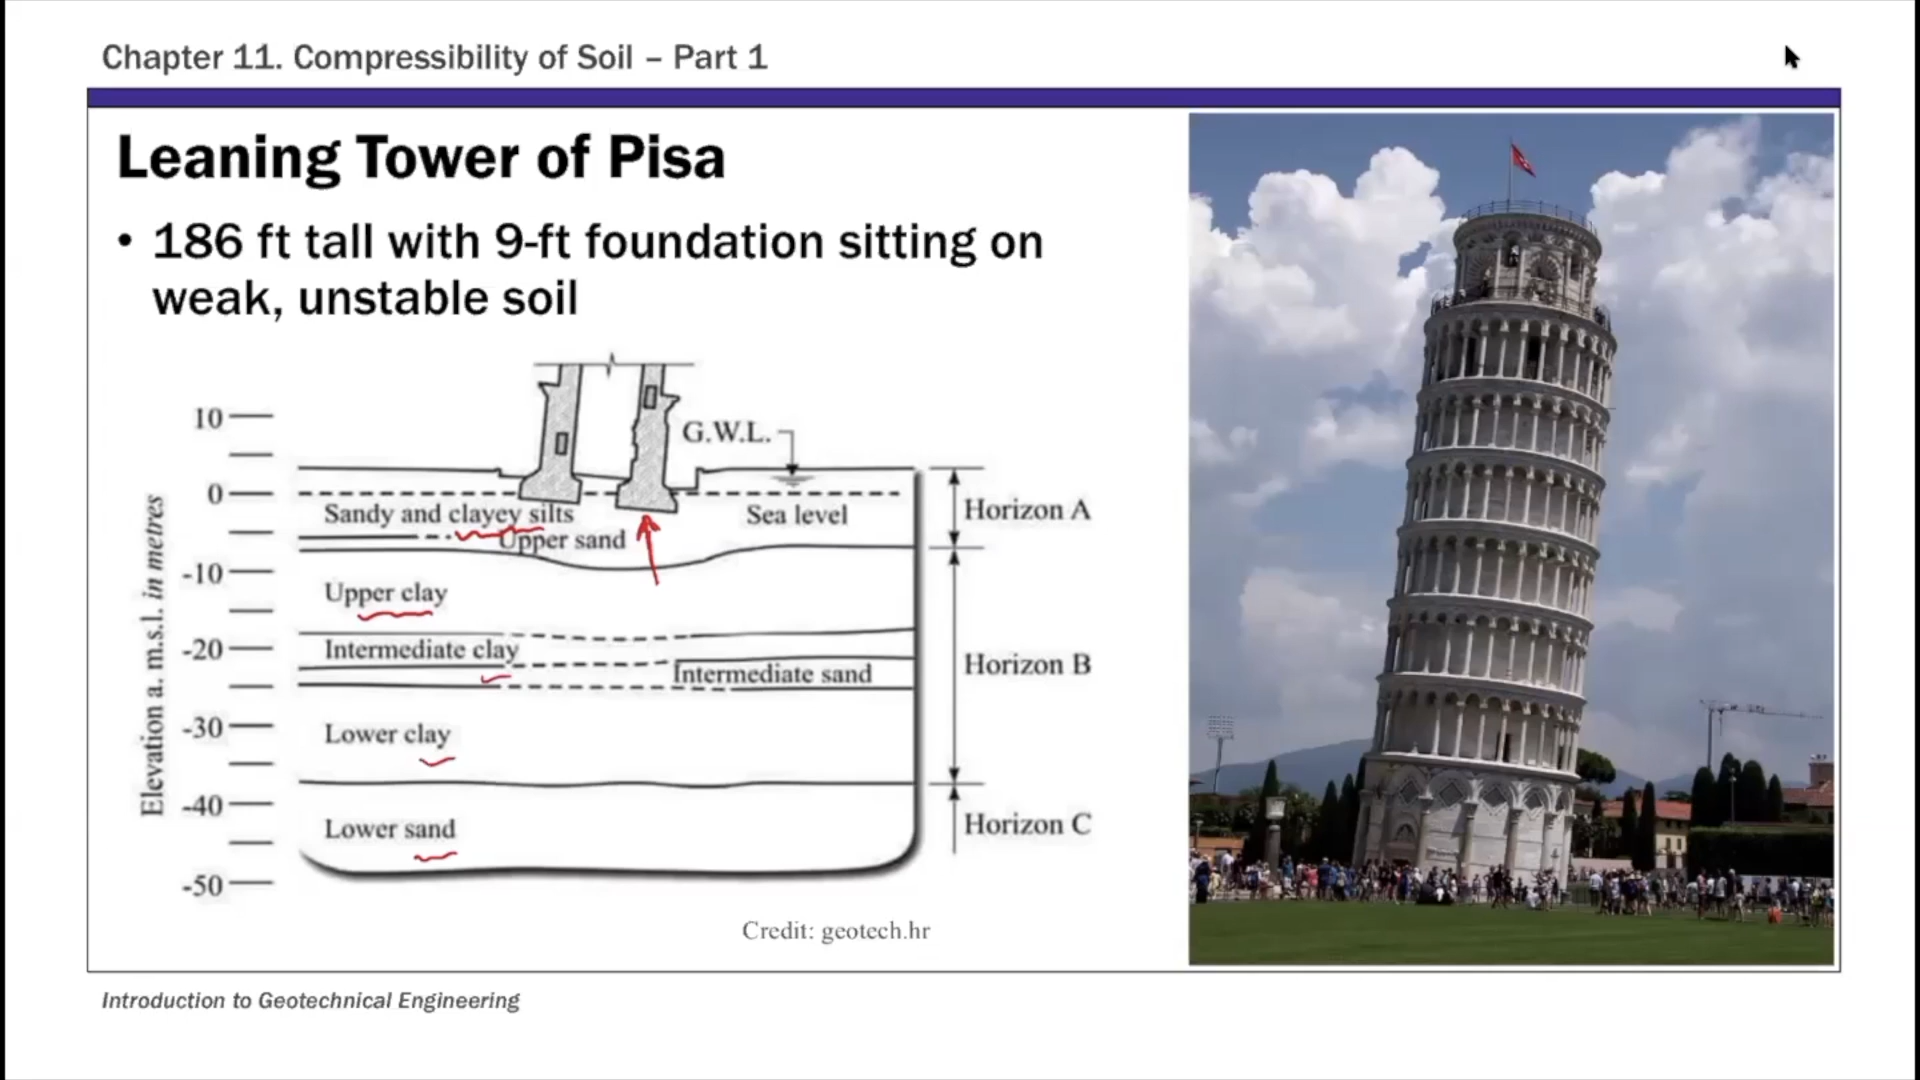 Chapter 11. Compressibility of Soil – Part 1
Leaning Tower of Pisa
• 186 ft tall with 9-ft foundation sitting on
weak, unstable soil
Elevation a. m.s.l. in metres
10
0
-10
-20
-30
-40
-50
G.W.L.
Sandy and clayey silts
Sea level
Upper sand
Upper clay
Intermediate clay
Intermediate sand
Lower clay
Lower sand
Horizon A
Horizon B
Horizon C
Credit: geotech.hr
Introduction to Geotechnical Engineering